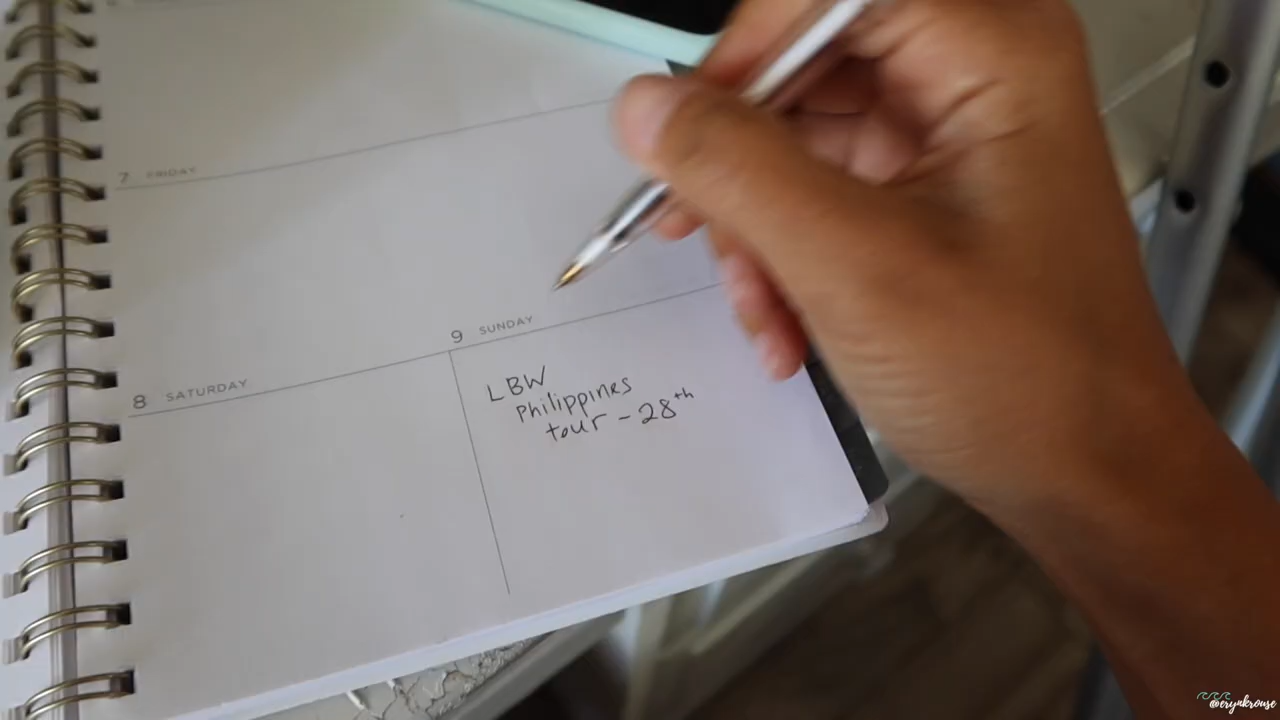 7 FRIDAY
8 SATURDAY
9 SUNDAY
LBW
Philippines
tour - 28th
@erynkrouse